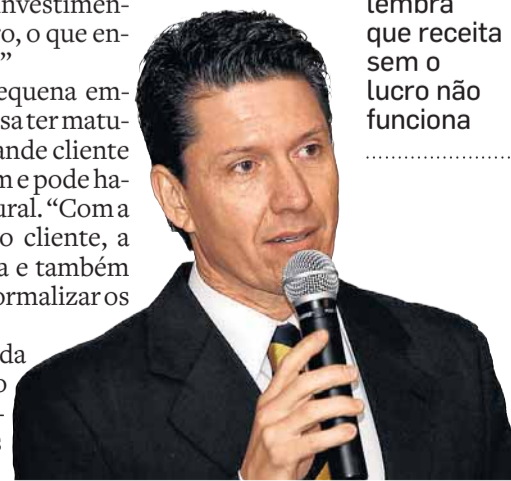 investimen-
ro, o que en-
”
equena em-
sa ter matu-
ande cliente
m e pode ha-
ural. “Com a
o cliente, a
a e também
ormalizar os
da
o
-
s
lembra
que receita
sem o
lucro não
funciona